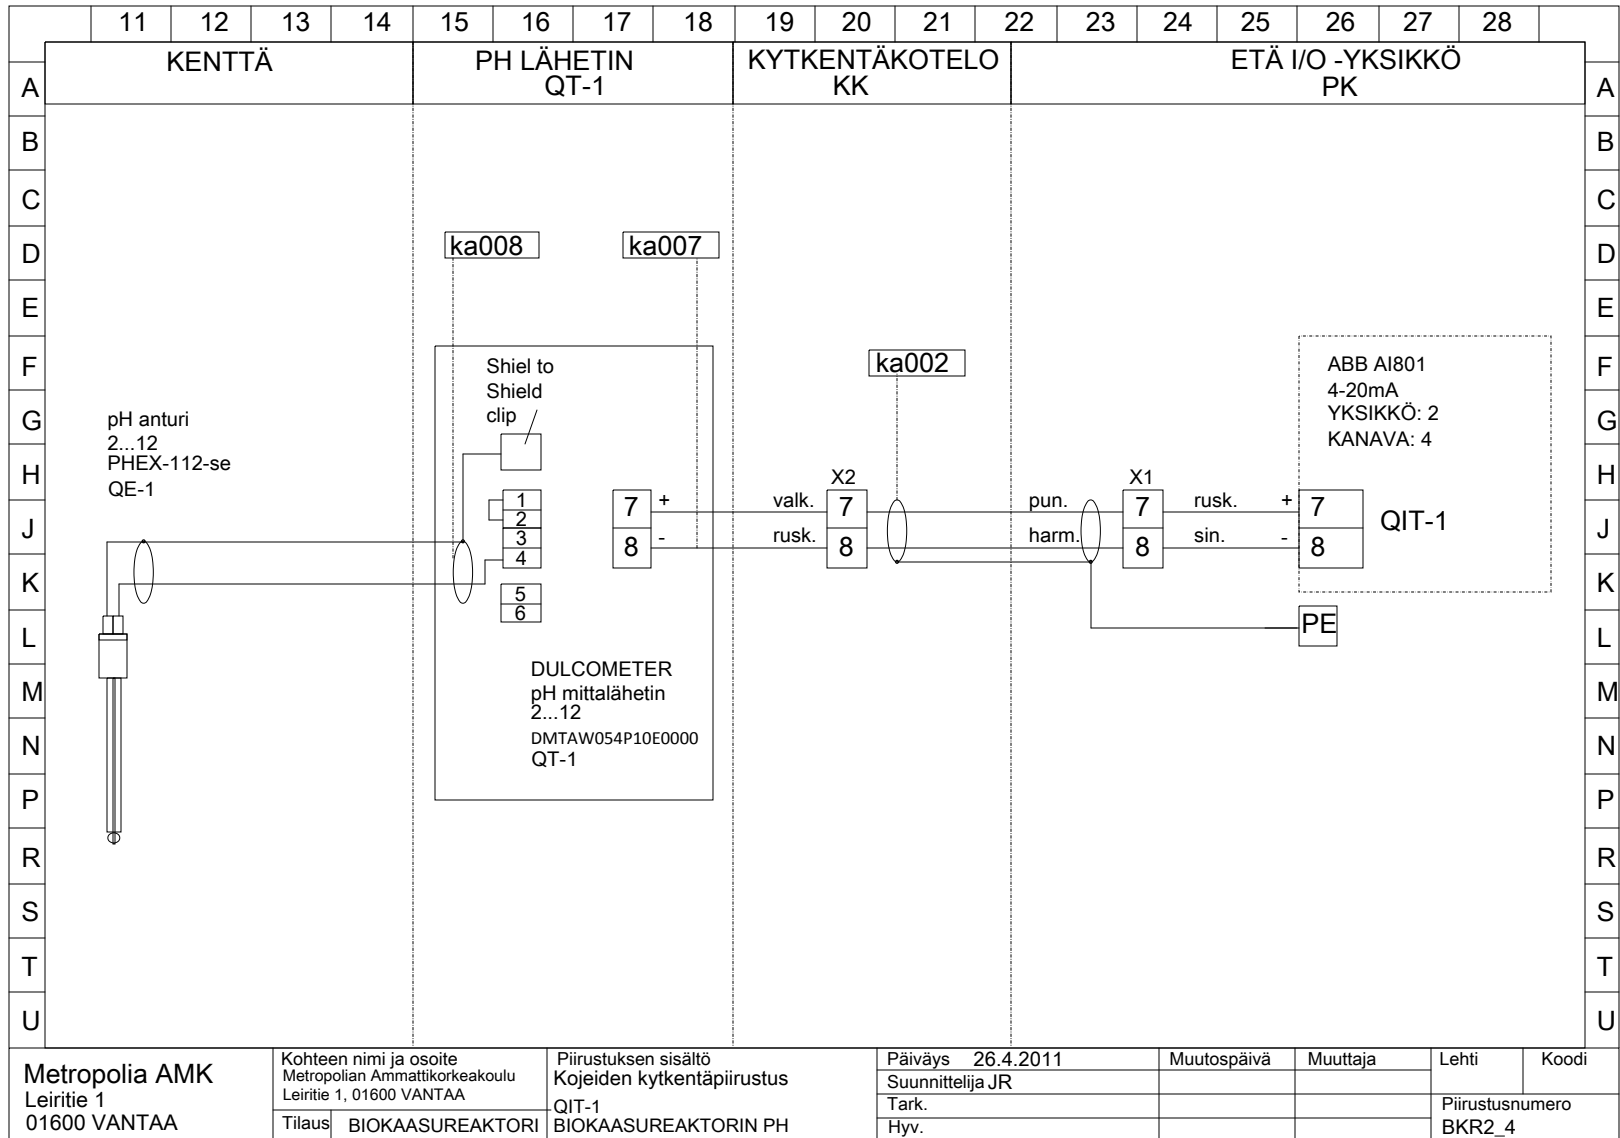 11 12 13 14 15 16 17 18 19 20 21 22 23 24 25 26 27 28
KENTTÄ
PH LÄHETIN
QT-1
KYTKENTÄKOTELO
KK
ETÄ I/O -YKSIKKÖ
PK
A A
B B
C C
D D
E E
F F
G G
H H
J J
K K
L L
M M
N N
P P
R R
S S
T T
U U
ka008
ka007
ka002
Shiel to
Shield
clip
pH anturi
2...12
PHEX-112-se
QE-1
1
2
3
4
5
6
7 +
8 -
DULCOMETER
pH mittalähetin
2...12
DMTAW054P10E0000
QT-1
valk.
rusk.
X2
7
8
pun.
harm.
X1
7
8
rusk. +
sin. -
7
8
ABB AI801
4-20mA
YKSIKKÖ: 2
KANAVA: 4
QIT-1
PE
Metropolia AMK
Leiritie 1
01600 VANTAA
Kohteen nimi ja osoite
Metropolian Ammattikorkeakoulu
Leiritie 1, 01600 VANTAA
Tilaus BIOKAASUREAKTORI
Piirustuksen sisältö
Kojeiden kytkentäpiirustus
QIT-1
BIOKAASUREAKTORIN PH
Päiväys 26.4.2011
Suunnittelija JR
Tark.
Hyv.
Muutospäivä
Muuttaja
Lehti
Koodi
Piirustusnumero
BKR2_4